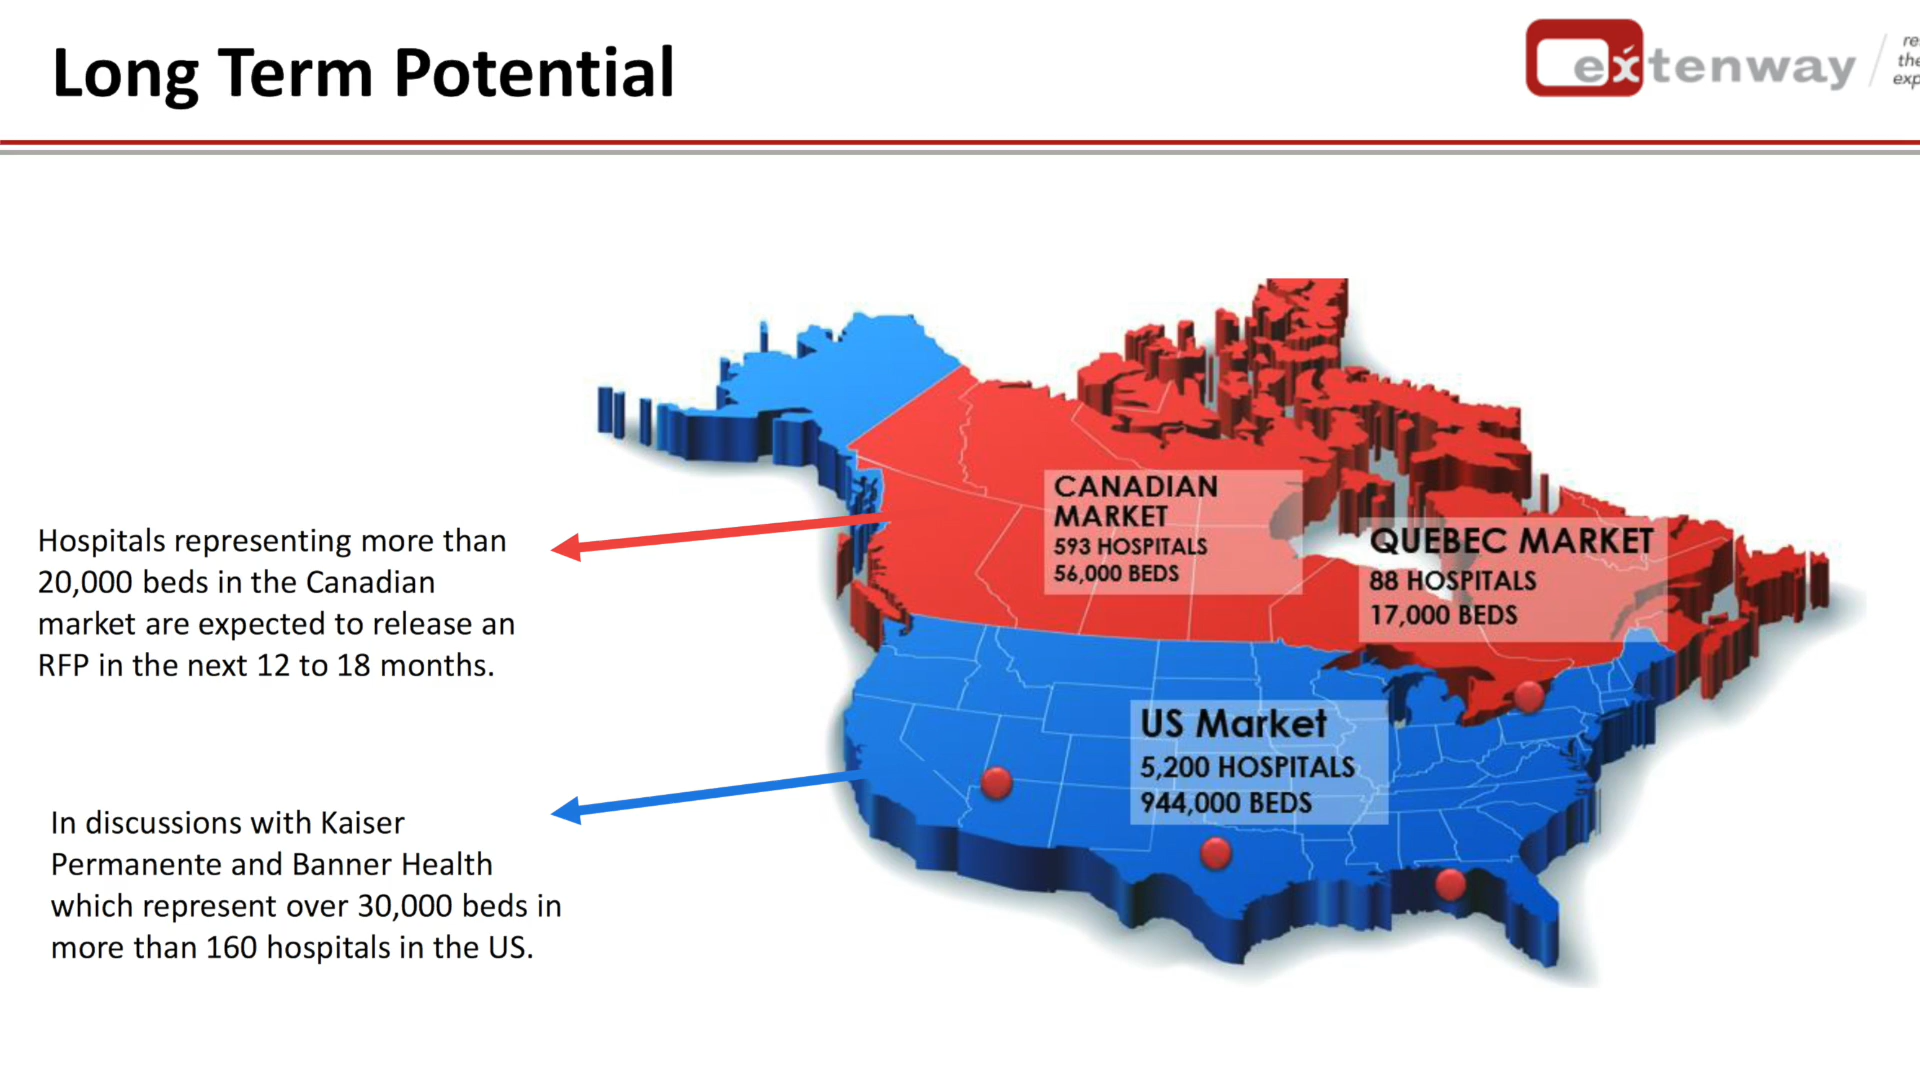 Long Term Potential
extenway
re
the
exp
CANADIAN
MARKET
593 HOSPITALS
56,000 BEDS
QUEBEC MARKET
88 HOSPITALS
17,000 BEDS
Hospitals representing more than
20,000 beds in the Canadian
market are expected to release an
RFP in the next 12 to 18 months.
US Market
5,200 HOSPITALS
944,000 BEDS
In discussions with Kaiser
Permanente and Banner Health
which represent over 30,000 beds in
more than 160 hospitals in the US.